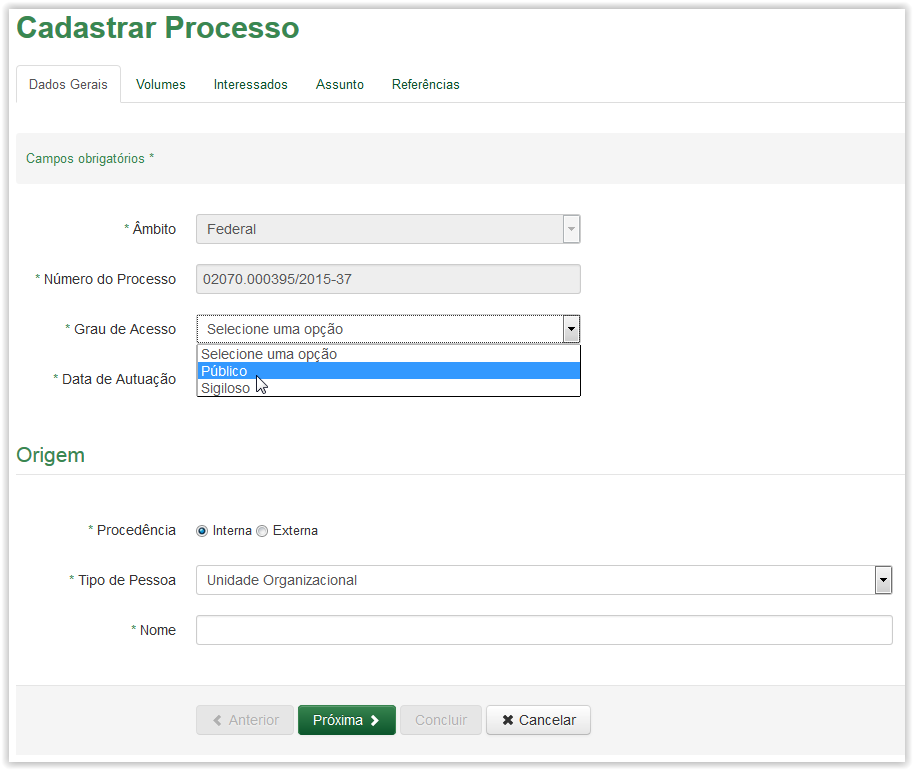 Cadastrar Processo
Dados Gerais Volumes Interessados Assunto Referências
Campos obrigatórios *
* Âmbito Federal
* Número do Processo 02070.000395/2015-37
* Grau de Acesso Selecione uma opção
Selecione uma opção
Público
* Data de Autuação Sigiloso
Origem
* Procedência Interna Externa
* Tipo de Pessoa Unidade Organizacional
* Nome
Anterior Próxima Concluir Cancelar